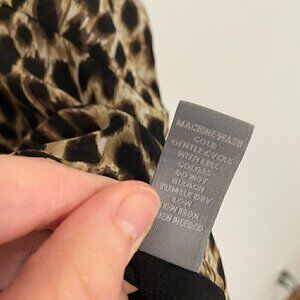 MACHINE WASH
COLD
GENTLE CYCLE
WITH LIKE
COLORS
DO NOT
BLEACH
TUMBLE DRY
LOW